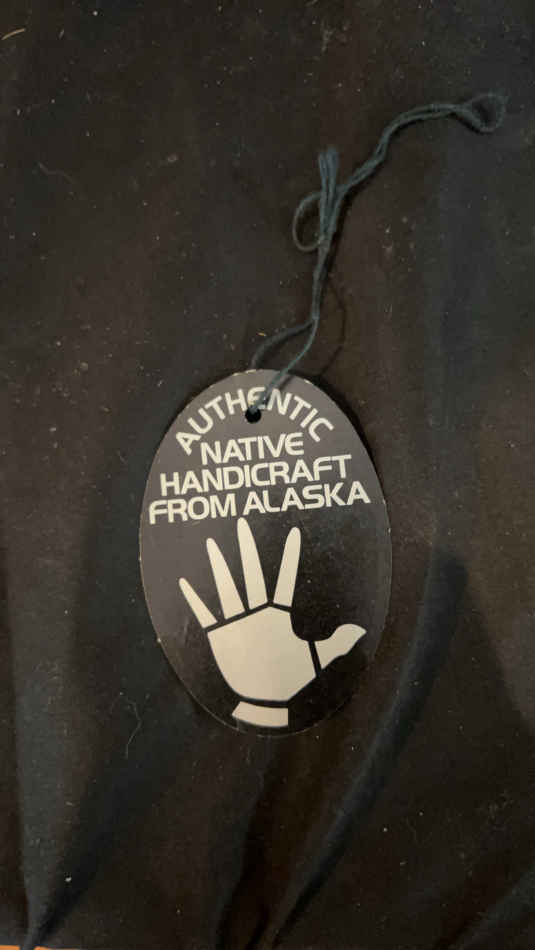 AUTHENTIC
NATIVE
HANDICRAFT
FROM ALASKA